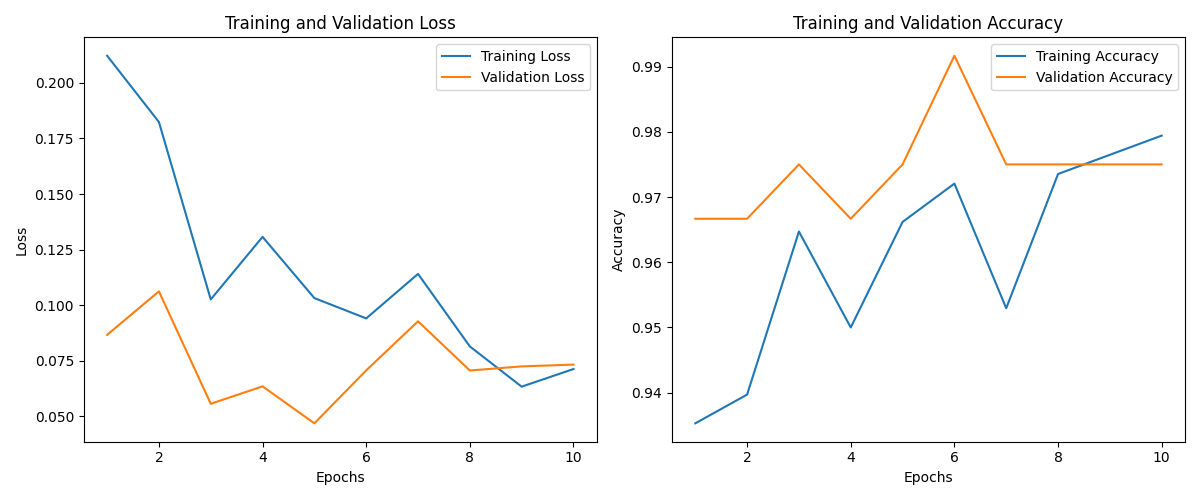 Training and Validation Loss
Training Loss
Validation Loss
0.200
0.175
0.150
0.125
0.100
0.075
0.050
Loss
2 4 6 8 10
Epochs
Training and Validation Accuracy
Training Accuracy
Validation Accuracy
0.99
0.98
0.97
0.96
0.95
0.94
Accuracy
2 4 6 8 10
Epochs